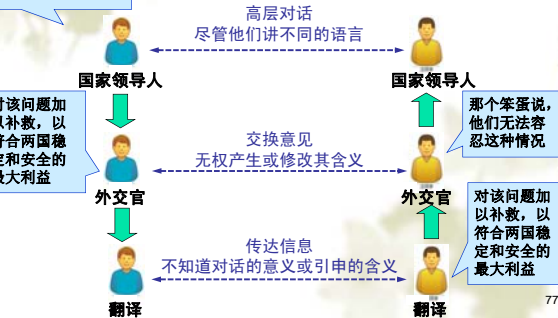 高层对话
尽管他们讲不同的语言
国家领导人
国家领导人
对该问题加
以补救，以
符合两国稳
定和安全的
最大利益
交换意见
无权产生或修改其含义
那个笨蛋说，
他们无法容
忍这种情况
外交官
外交官
对该问题加
以补救，以
符合两国稳
定和安全的
最大利益
传达信息
不知道对话的意义或引申的含义
翻译
翻译
77